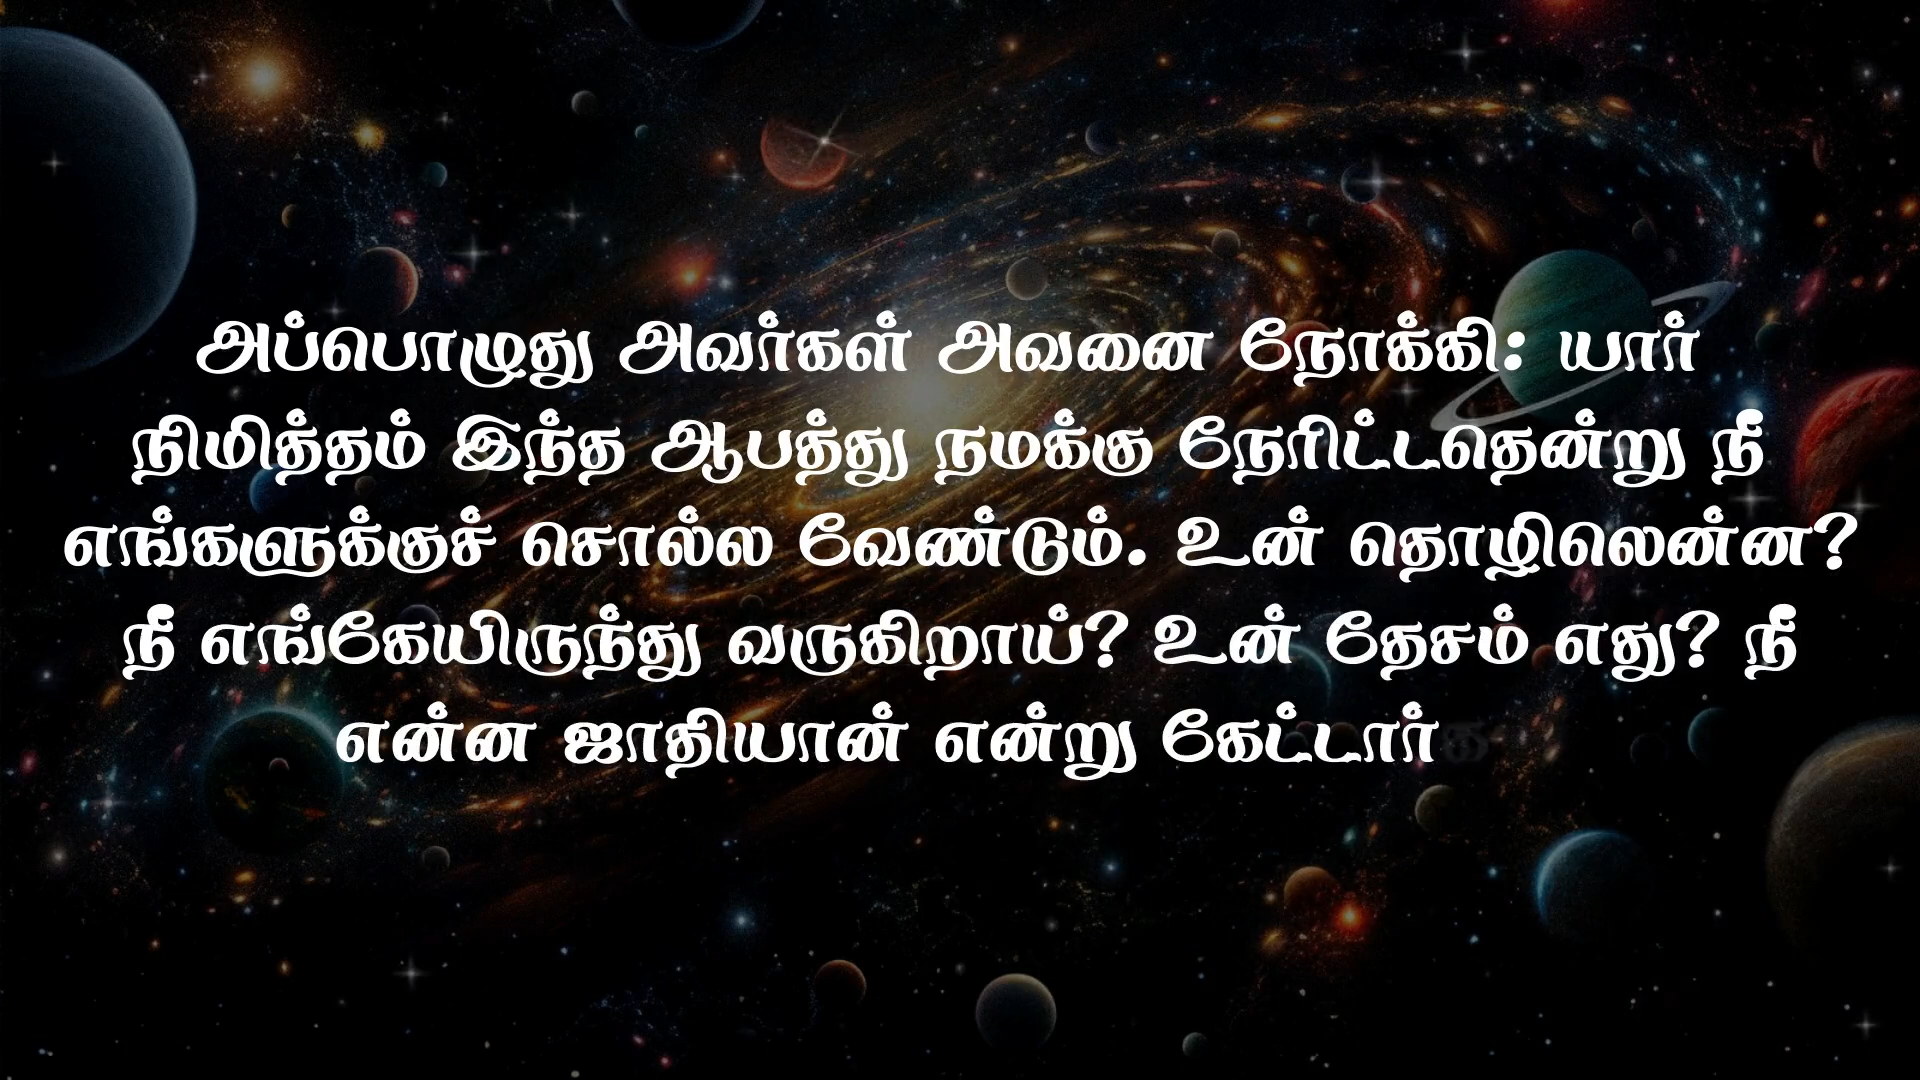 அப்பொழுது அவர்கள் அவனை நோக்கி: யார்
நிமித்தம் இந்த ஆபத்து நமக்கு நேரிட்டதென்று நீ
எங்களுக்குச் சொல்ல வேண்டும். உன் தொழிலென்ன?
நீ எங்கேயிருந்து வருகிறாய்? உன் தேசம் எது? நீ
என்ன ஜாதியான் என்று கேட்டார்க